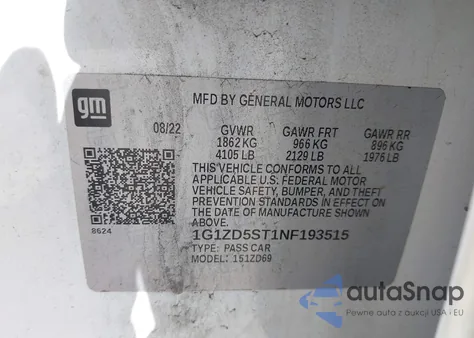 gm
MFD BY GENERAL MOTORS LLC
08/22 GVWR GAWR FRT GAWR RR
1862 KG 966 KG 896 KG
4105 LB 2129 LB 1976 LB
THIS VEHICLE CONFORMS TO ALL
APPLICABLE U.S. FEDERAL MOTOR
VEHICLE SAFETY, BUMPER, AND THEFT
PREVENTION STANDARDS IN EFFECT
ON THE DATE OF MANUFACTURE SHOWN
ABOVE.
8624
1G1ZD5ST1NF193515
TYPE: PASS CAR
MODEL: 1S1ZD69
autoSnap
Pewne auto z aukcji USA i EU